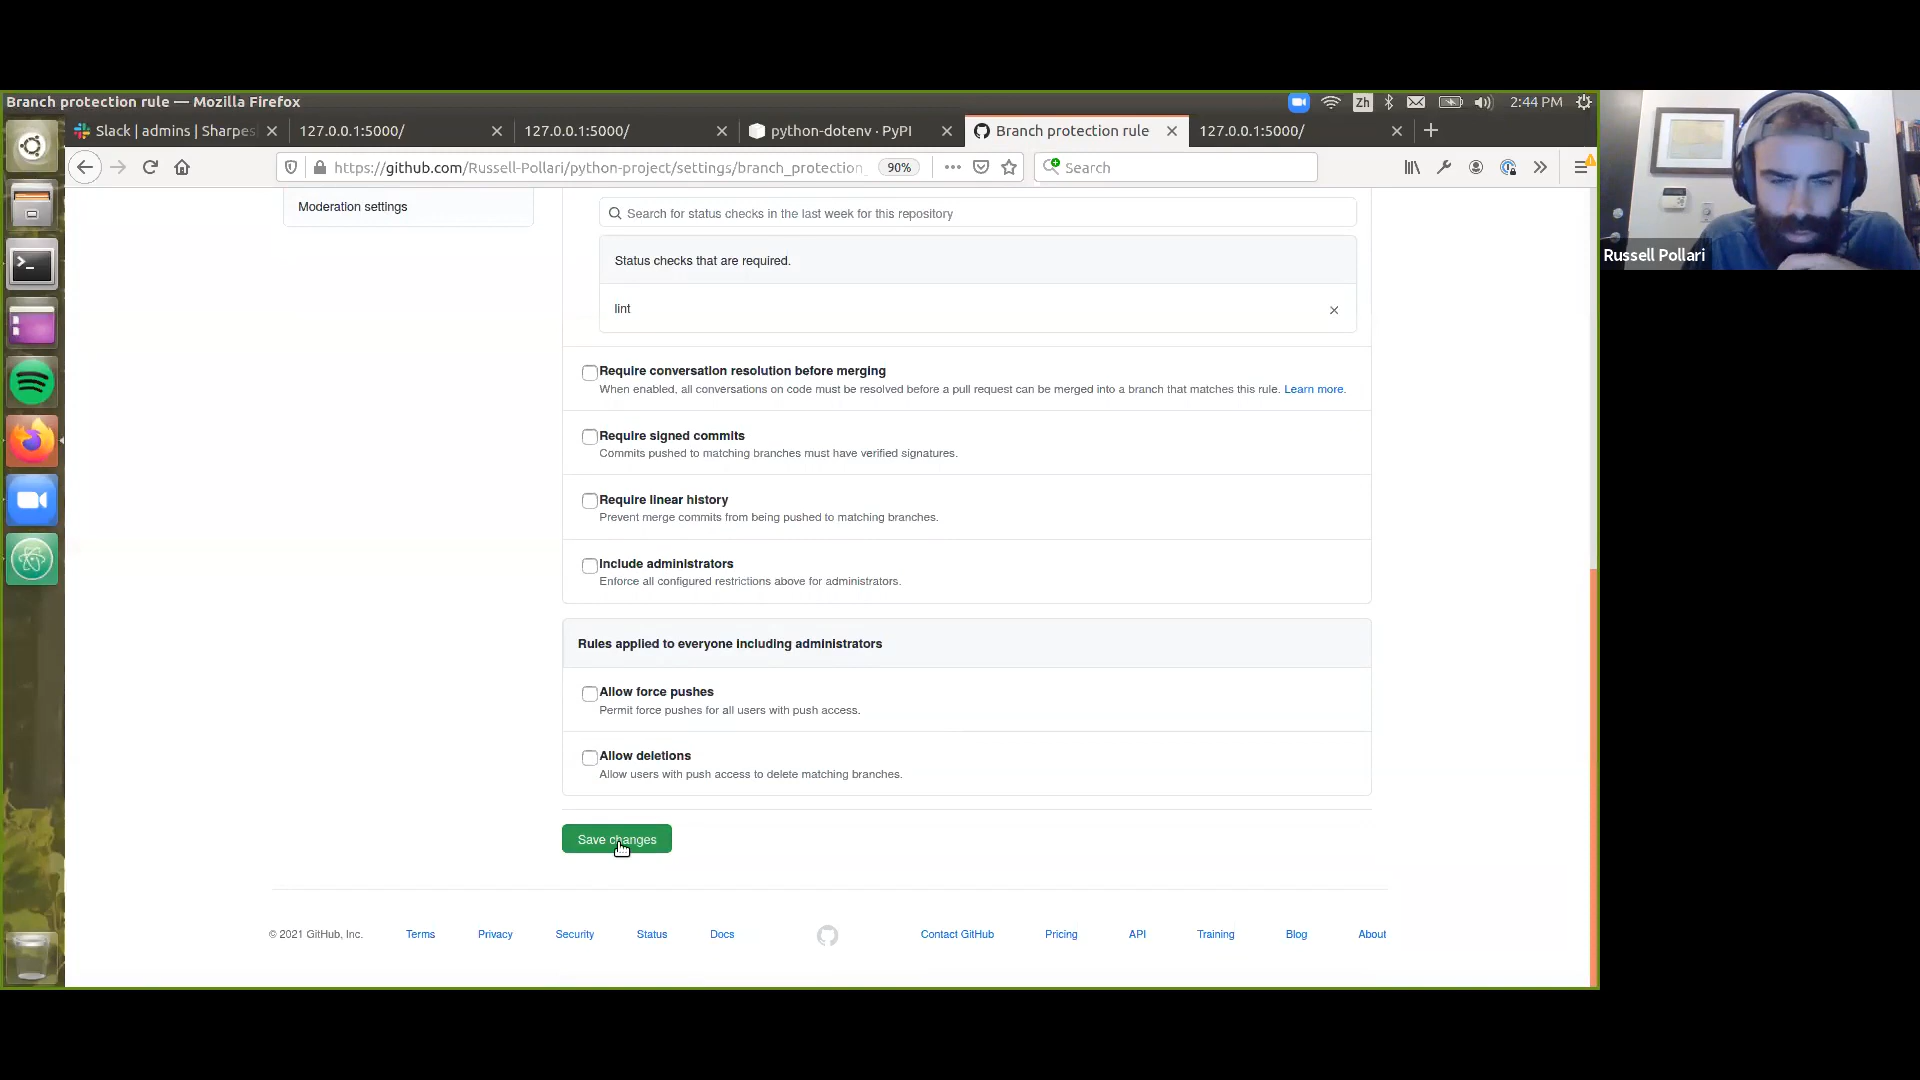 Branch protection rule — Mozilla Firefox
Zh
2:44 PM
Slack | admins | Sharpes
127.0.0.1:5000/
127.0.0.1:5000/
python-dotenv · PyPI
Branch protection rule
127.0.0.1:5000/
https://github.com/Russell-Pollari/python-project/settings/branch_protection_
90%
Search
Russell Pollari
Moderation settings
Search for status checks in the last week for this repository
Status checks that are required.
lint
Require conversation resolution before merging
When enabled, all conversations on code must be resolved before a pull request can be merged into a branch that matches this rule. Learn more.
Require signed commits
Commits pushed to matching branches must have verified signatures.
Require linear history
Prevent merge commits from being pushed to matching branches.
Include administrators
Enforce all configured restrictions above for administrators.
Rules applied to everyone including administrators
Allow force pushes
Permit force pushes for all users with push access.
Allow deletions
Allow users with push access to delete matching branches.
Save changes
© 2021 GitHub, Inc.
Terms
Privacy
Security
Status
Docs
Contact GitHub
Pricing
API
Training
Blog
About